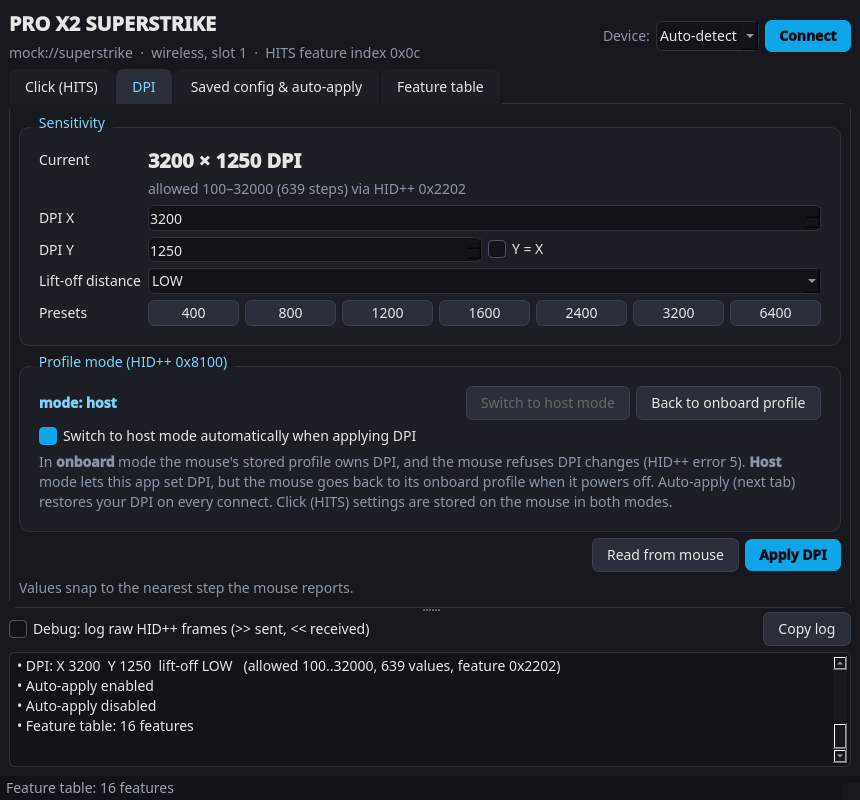 PRO X2 SUPERSTRIKE
mock://superstrike · wireless, slot 1 · HITS feature index 0x0c
Device: Auto-detect Connect
Click (HITS) DPI Saved config & auto-apply Feature table
Sensitivity
Current 3200 × 1250 DPI
allowed 100–32000 (639 steps) via HID++ 0x2202
DPI X 3200
DPI Y 1250 Y = X
Lift-off distance LOW
Presets 400 800 1200 1600 2400 3200 6400
Profile mode (HID++ 0x8100)
mode: host Switch to host mode Back to onboard profile
Switch to host mode automatically when applying DPI
In onboard mode the mouse's stored profile owns DPI, and the mouse refuses DPI changes (HID++ error 5). Host
mode lets this app set DPI, but the mouse goes back to its onboard profile when it powers off. Auto-apply (next tab)
restores your DPI on every connect. Click (HITS) settings are stored on the mouse in both modes.
Read from mouse Apply DPI
Values snap to the nearest step the mouse reports.
Debug: log raw HID++ frames (>> sent, << received) Copy log
• DPI: X 3200 Y 1250 lift-off LOW (allowed 100..32000, 639 values, feature 0x2202)
• Auto-apply enabled
• Auto-apply disabled
• Feature table: 16 features
Feature table: 16 features